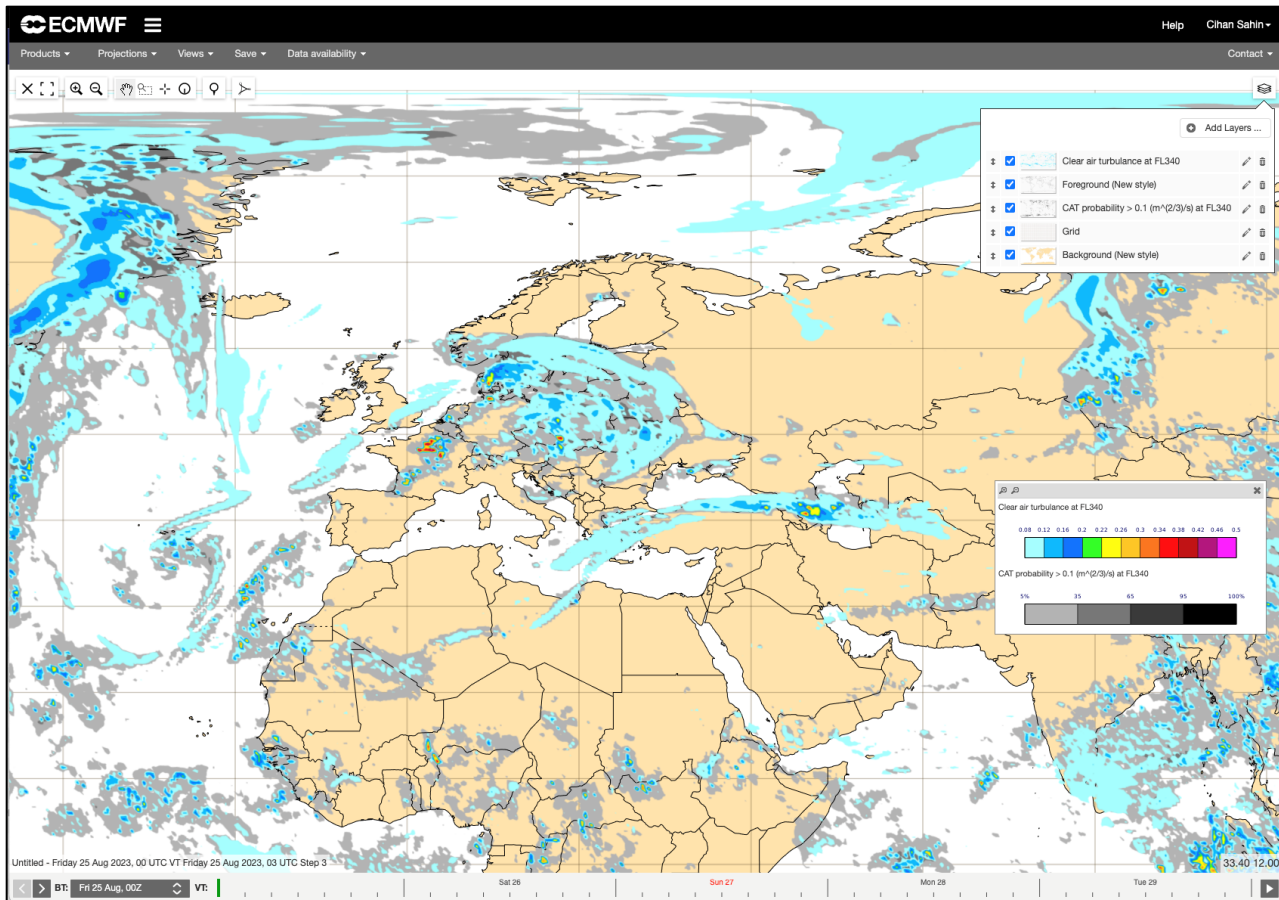 ECMWF
Help Cihan Sahin
Products Projections Views Save Data availability Contact
Add Layers ...
Clear air turbulence at FL340
Foreground (New style)
CAT probability > 0.1 (m^(2/3)/s) at FL340
Grid
Background (New style)
Clear air turbulence at FL340
0.08 0.12 0.16 0.2 0.22 0.26 0.3 0.34 0.38 0.42 0.46 0.5
CAT probability > 0.1 (m^(2/3)/s) at FL340
5% 35 65 95 100%
Untitled - Friday 25 Aug 2023, 00 UTC VT Friday 25 Aug 2023, 03 UTC Step 3
33.40 12.00
BT: Fri 25 Aug, 00Z VT: Sat 26 Sun 27 Mon 28 Tue 29